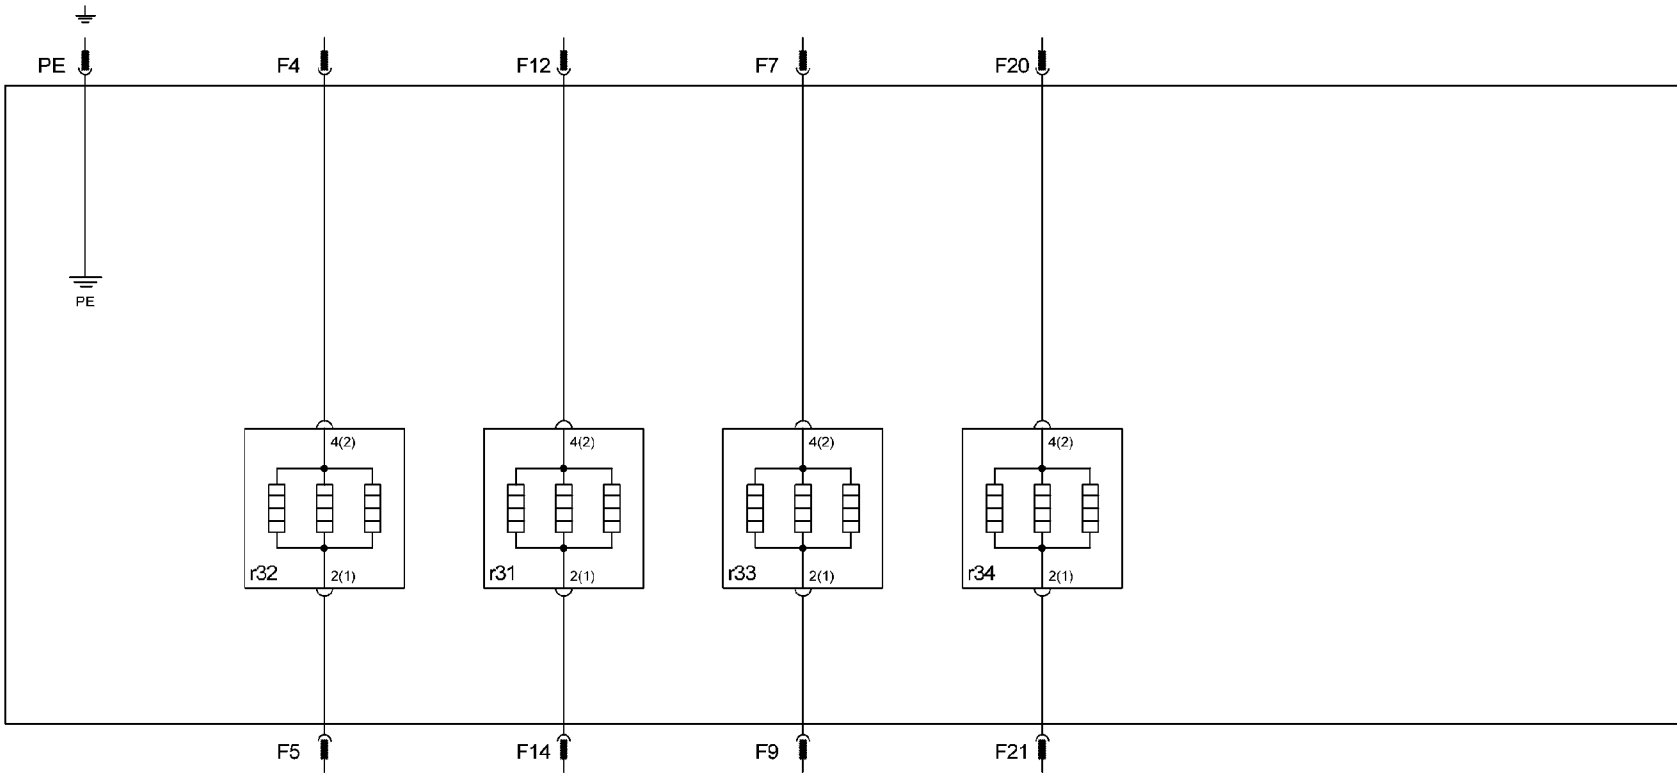 PE F4 F12 F7 F20
PE
4(2) 4(2) 4(2) 4(2)
r32 2(1) r31 2(1) r33 2(1) r34 2(1)
F5 F14 F9 F21